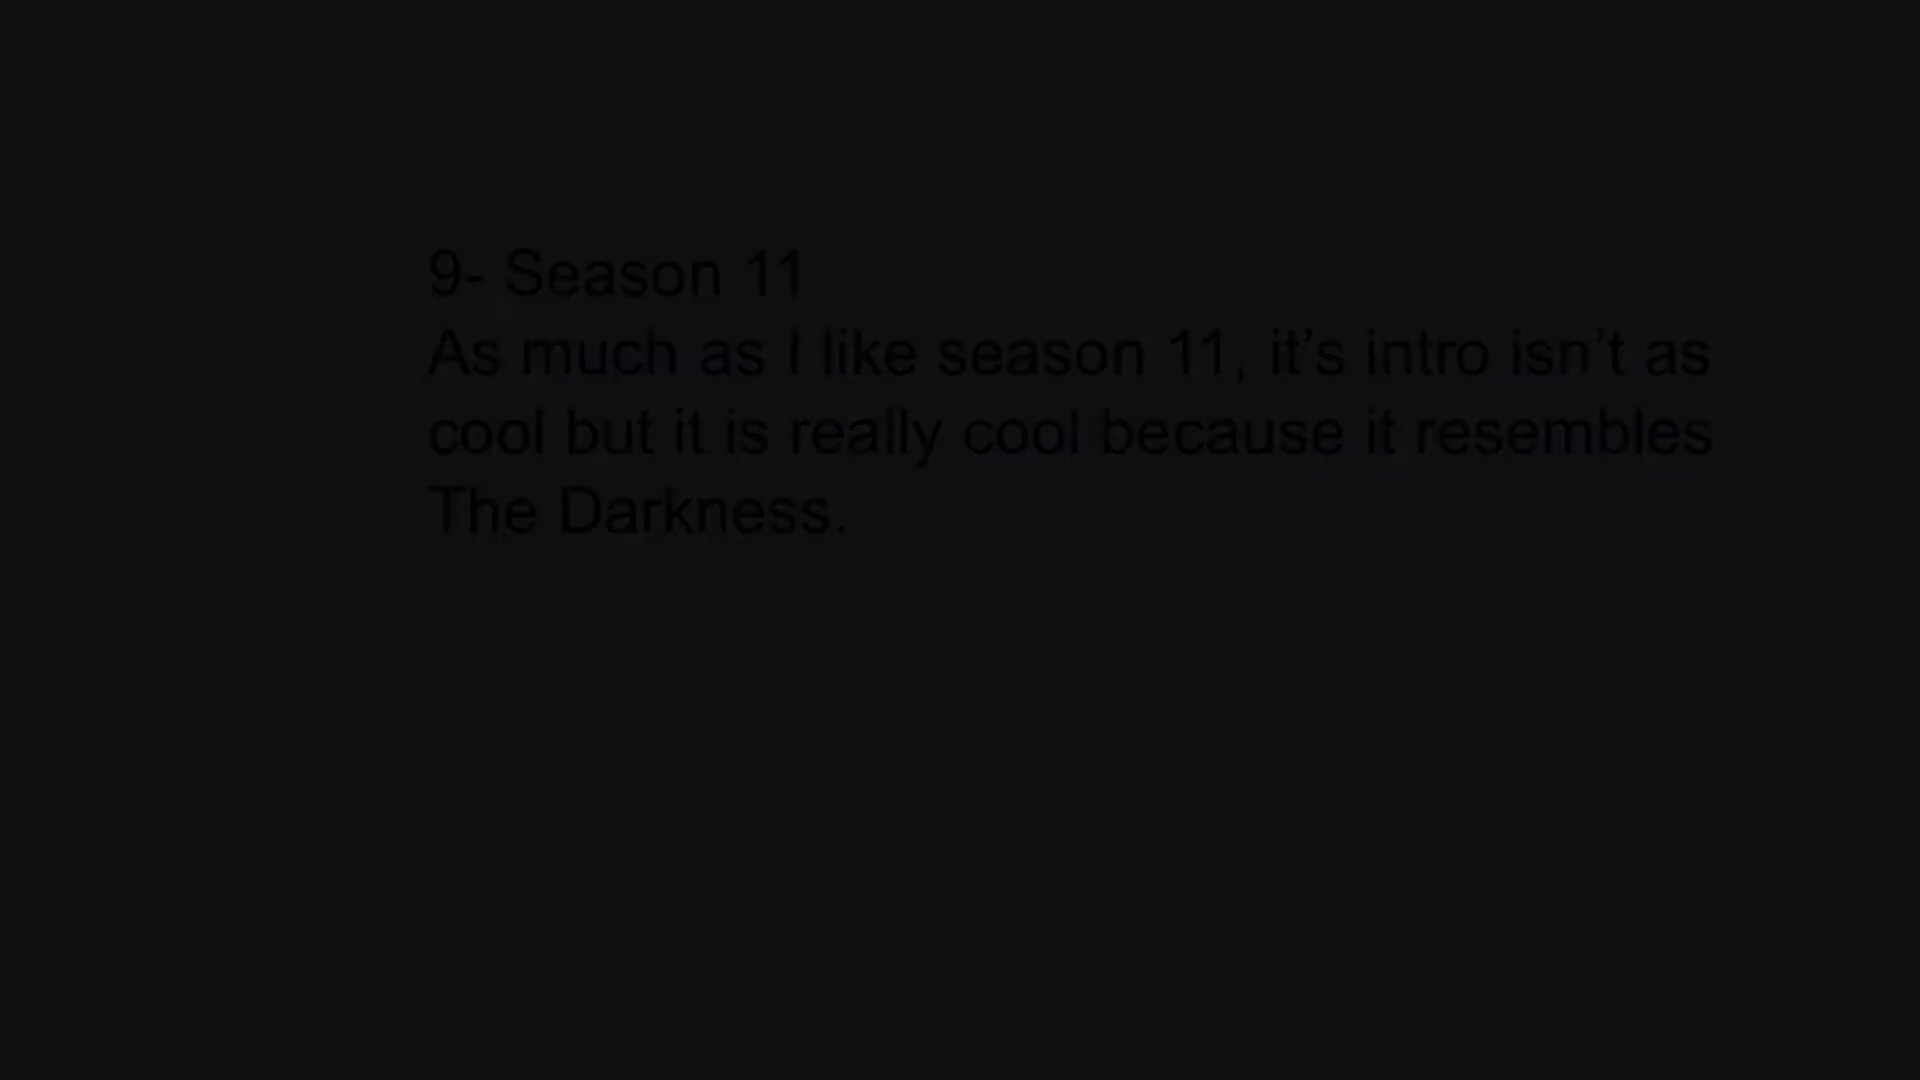 9- Season 11
As much as I like season 11, it’s intro isn’t as
cool but it is really cool because it resembles
The Darkness.